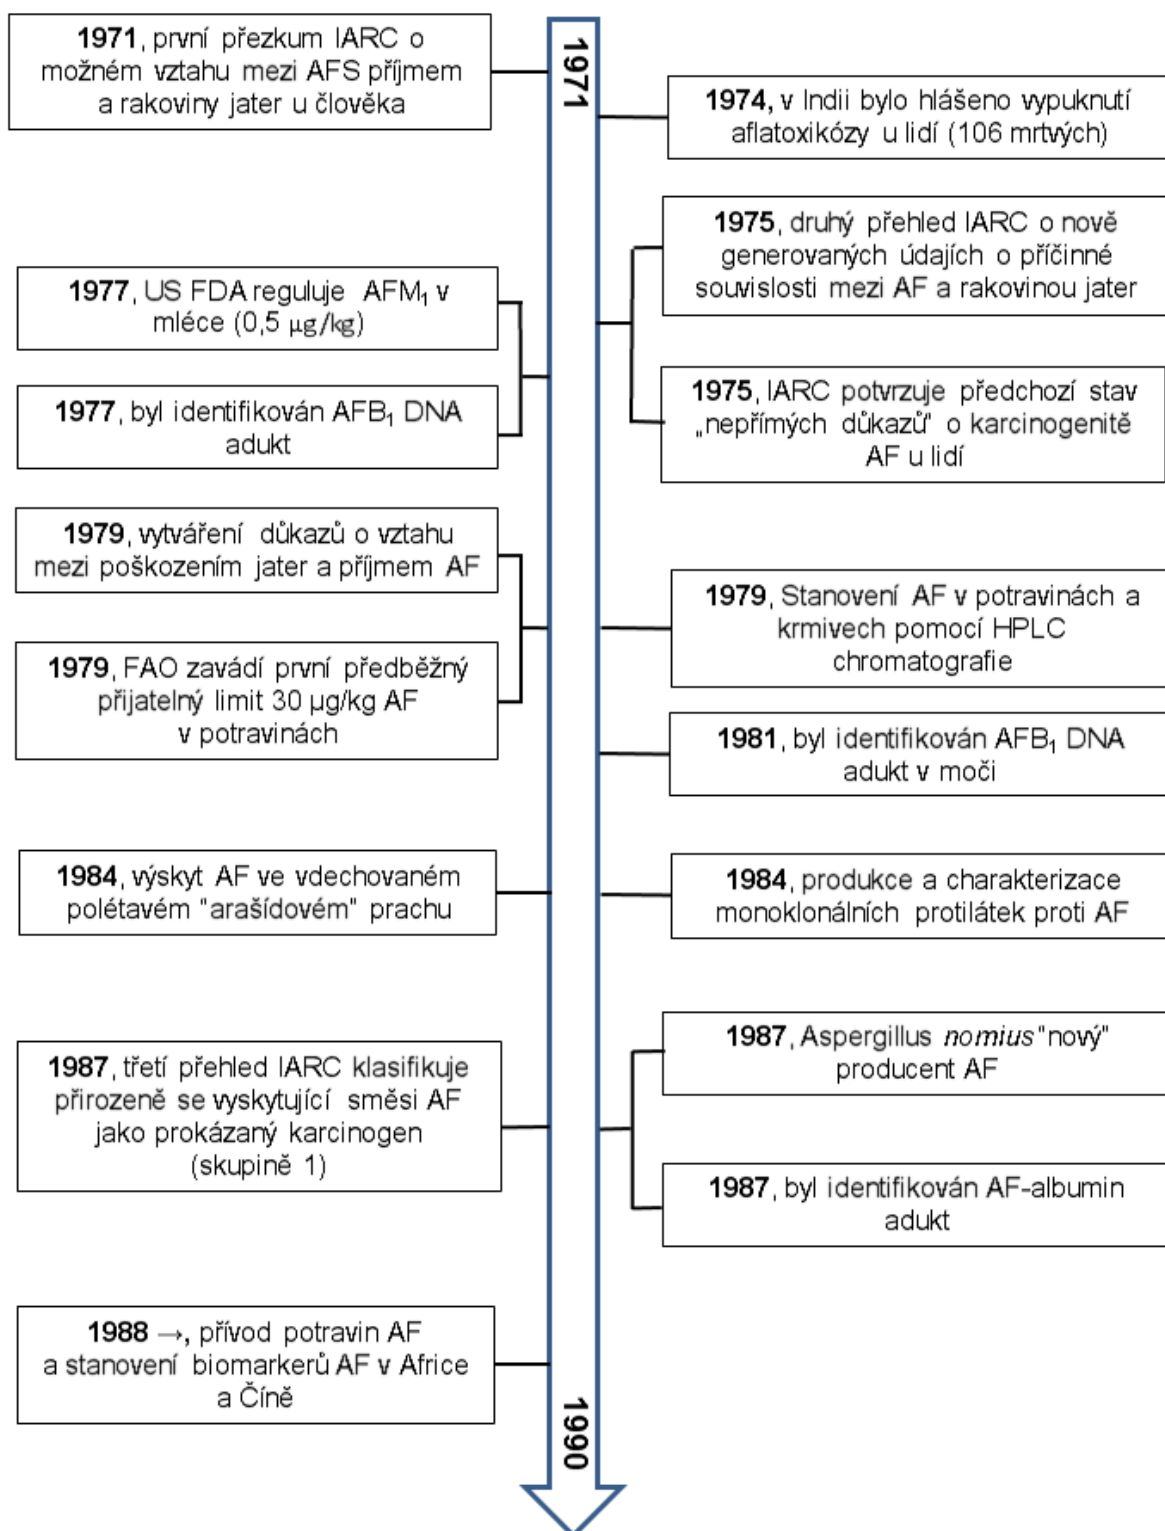 1971
1971, první přezkum IARC o
možném vztahu mezi AFS příjmem
a rakoviny jater u člověka
1974, v Indii bylo hlášeno vypuknutí
aflatoxikózy u lidí (106 mrtvých)
1975, druhý přehled IARC o nově
generovaných údajích o příčinné
souvislosti mezi AF a rakovinou jater
1977, US FDA reguluje AFM₁ v
mléce (0,5 µg/kg)
1977, byl identifikován AFB₁ DNA
adukt
1975, IARC potvrzuje předchozí stav
„nepřímých důkazů" o karcinogenitě
AF u lidí
1979, vytváření důkazů o vztahu
mezi poškozením jater a příjmem AF
1979, Stanovení AF v potravinách a
krmivech pomocí HPLC
chromatografie
1979, FAO zavádí první předběžný
přijatelný limit 30 µg/kg AF
v potravinách
1981, byl identifikován AFB₁ DNA
adukt v moči
1984, výskyt AF ve vdechovaném
polétavém "arašídovém" prachu
1984, produkce a charakterizace
monoklonálních protilátek proti AF
1987, Aspergillus nomius "nový"
producent AF
1987, třetí přehled IARC klasifikuje
přirozeně se vyskytující směsi AF
jako prokázaný karcinogen
(skupině 1)
1987, byl identifikován AF-albumin
adukt
1988 →, přívod potravin AF
a stanovení biomarkerů AF v Africe
a Číně
1990